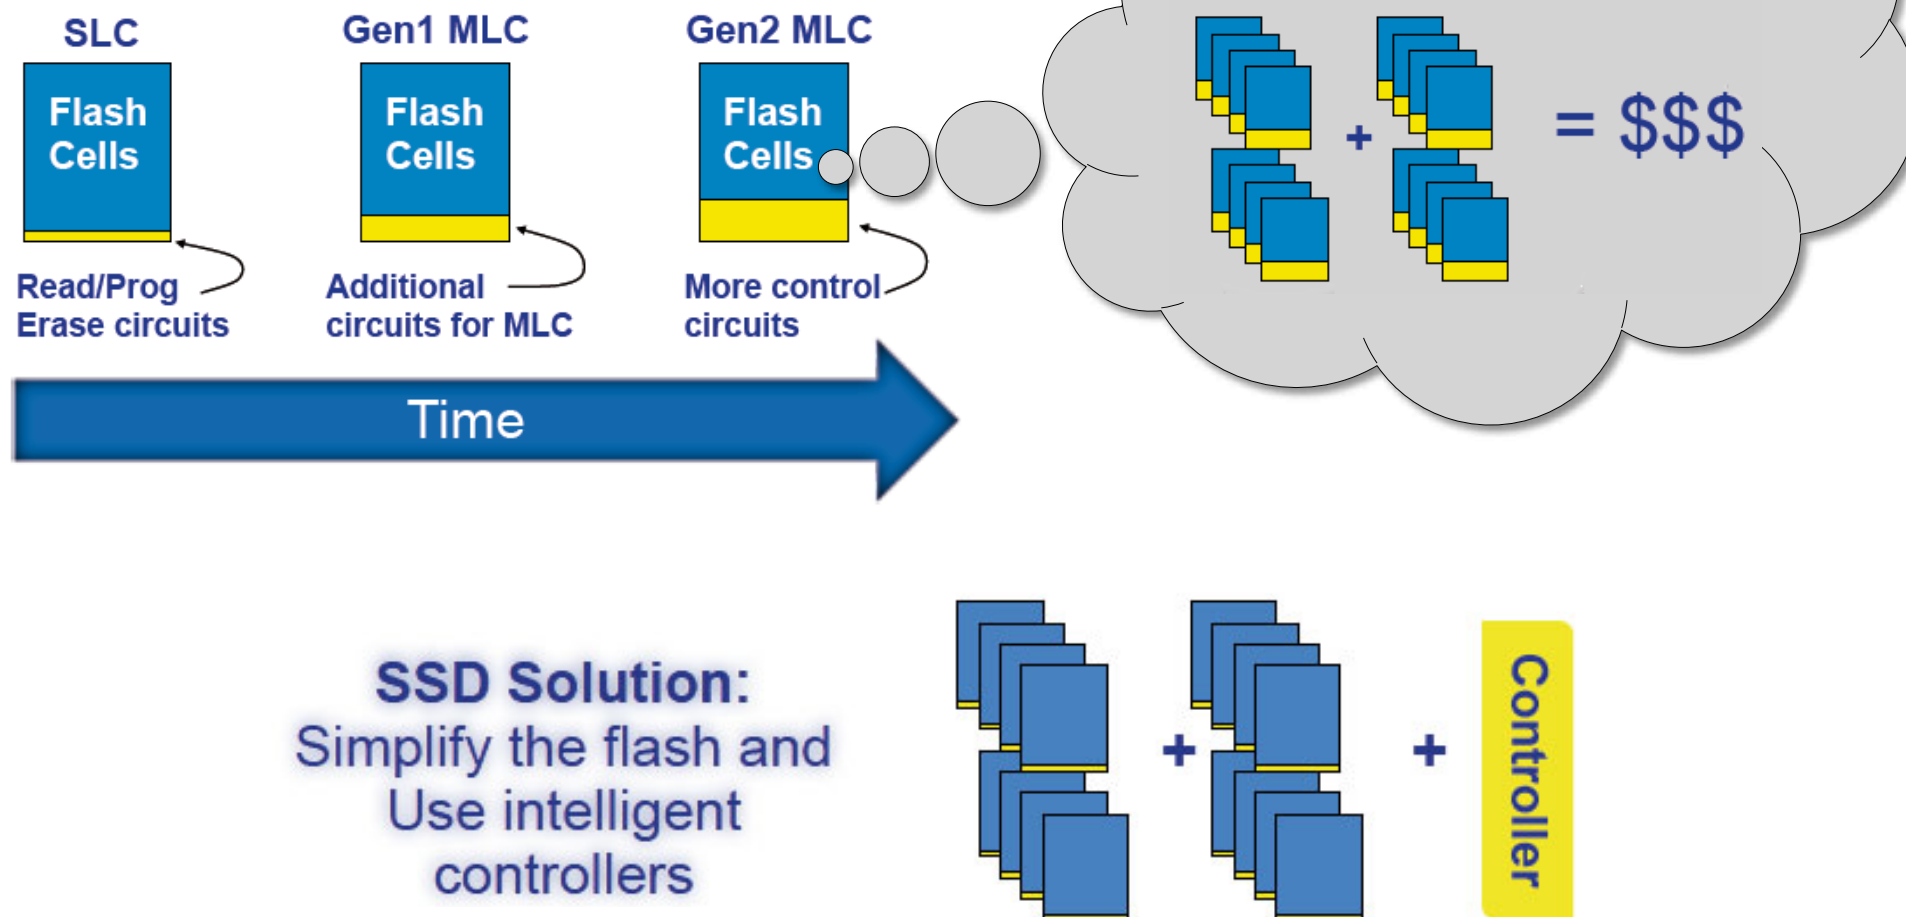 SLC
Gen1 MLC
Gen2 MLC
Flash
Cells
Flash
Cells
Flash
Cells
+
= $$$
Read/Prog
Erase circuits
Additional
circuits for MLC
More control
circuits
Time
SSD Solution:
Simplify the flash and
Use intelligent
controllers
+
+
Controller